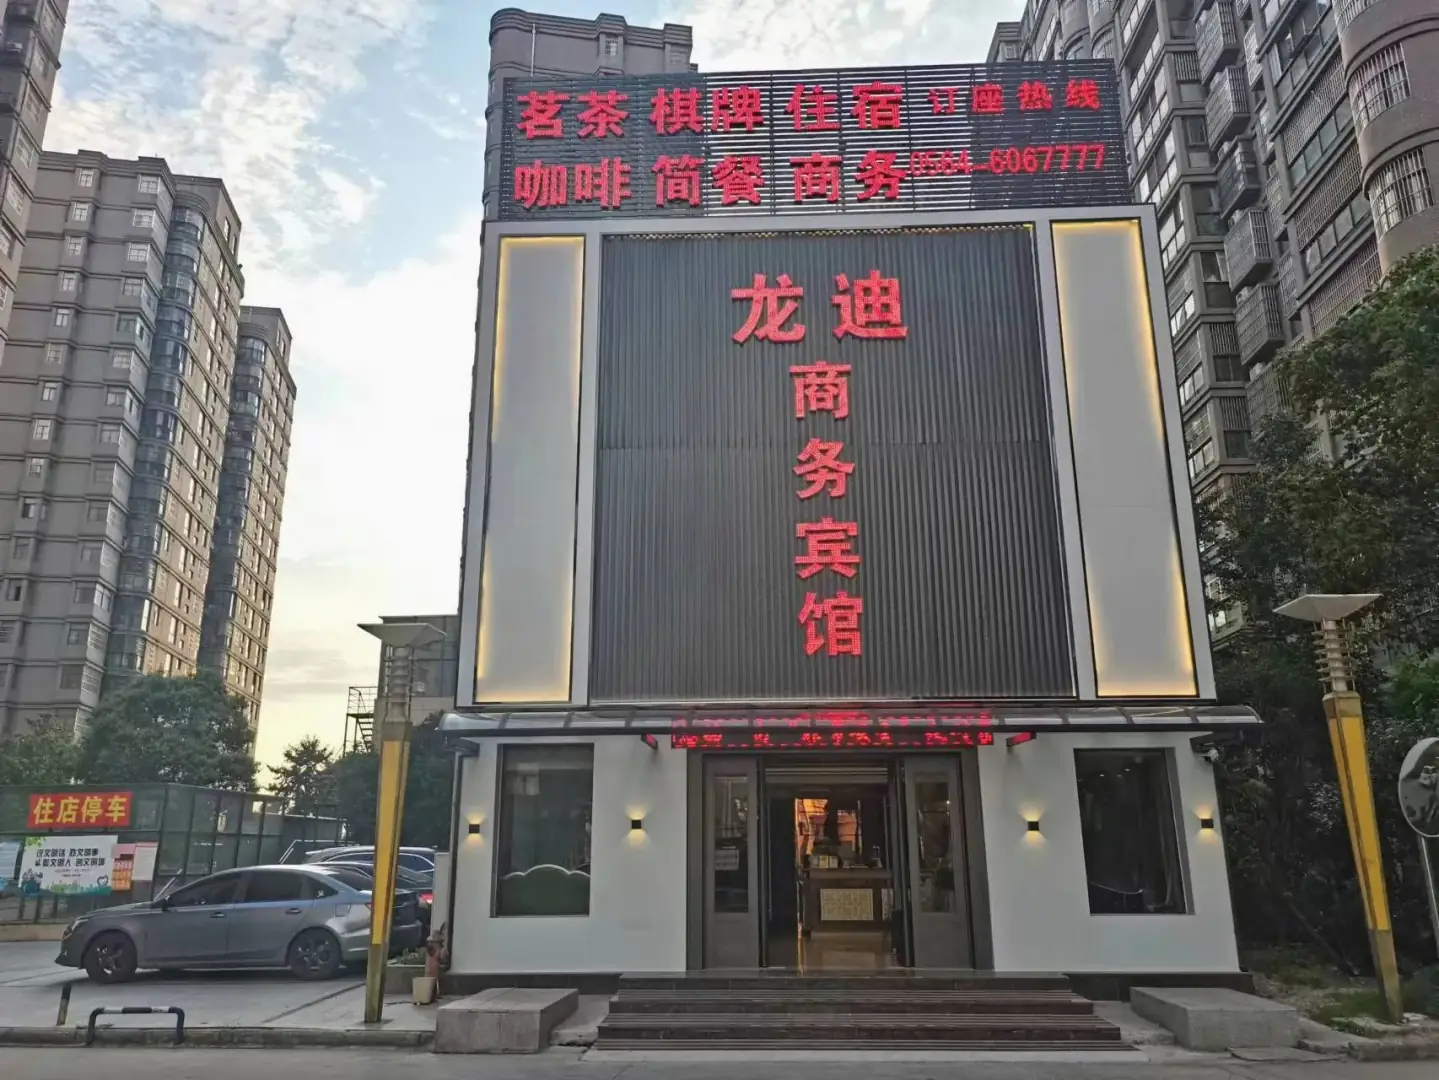 茗茶 棋牌 住宿 订座热线
咖啡 简餐 商务 0564-6067777
龙迪
商
务
宾
馆
住店停车